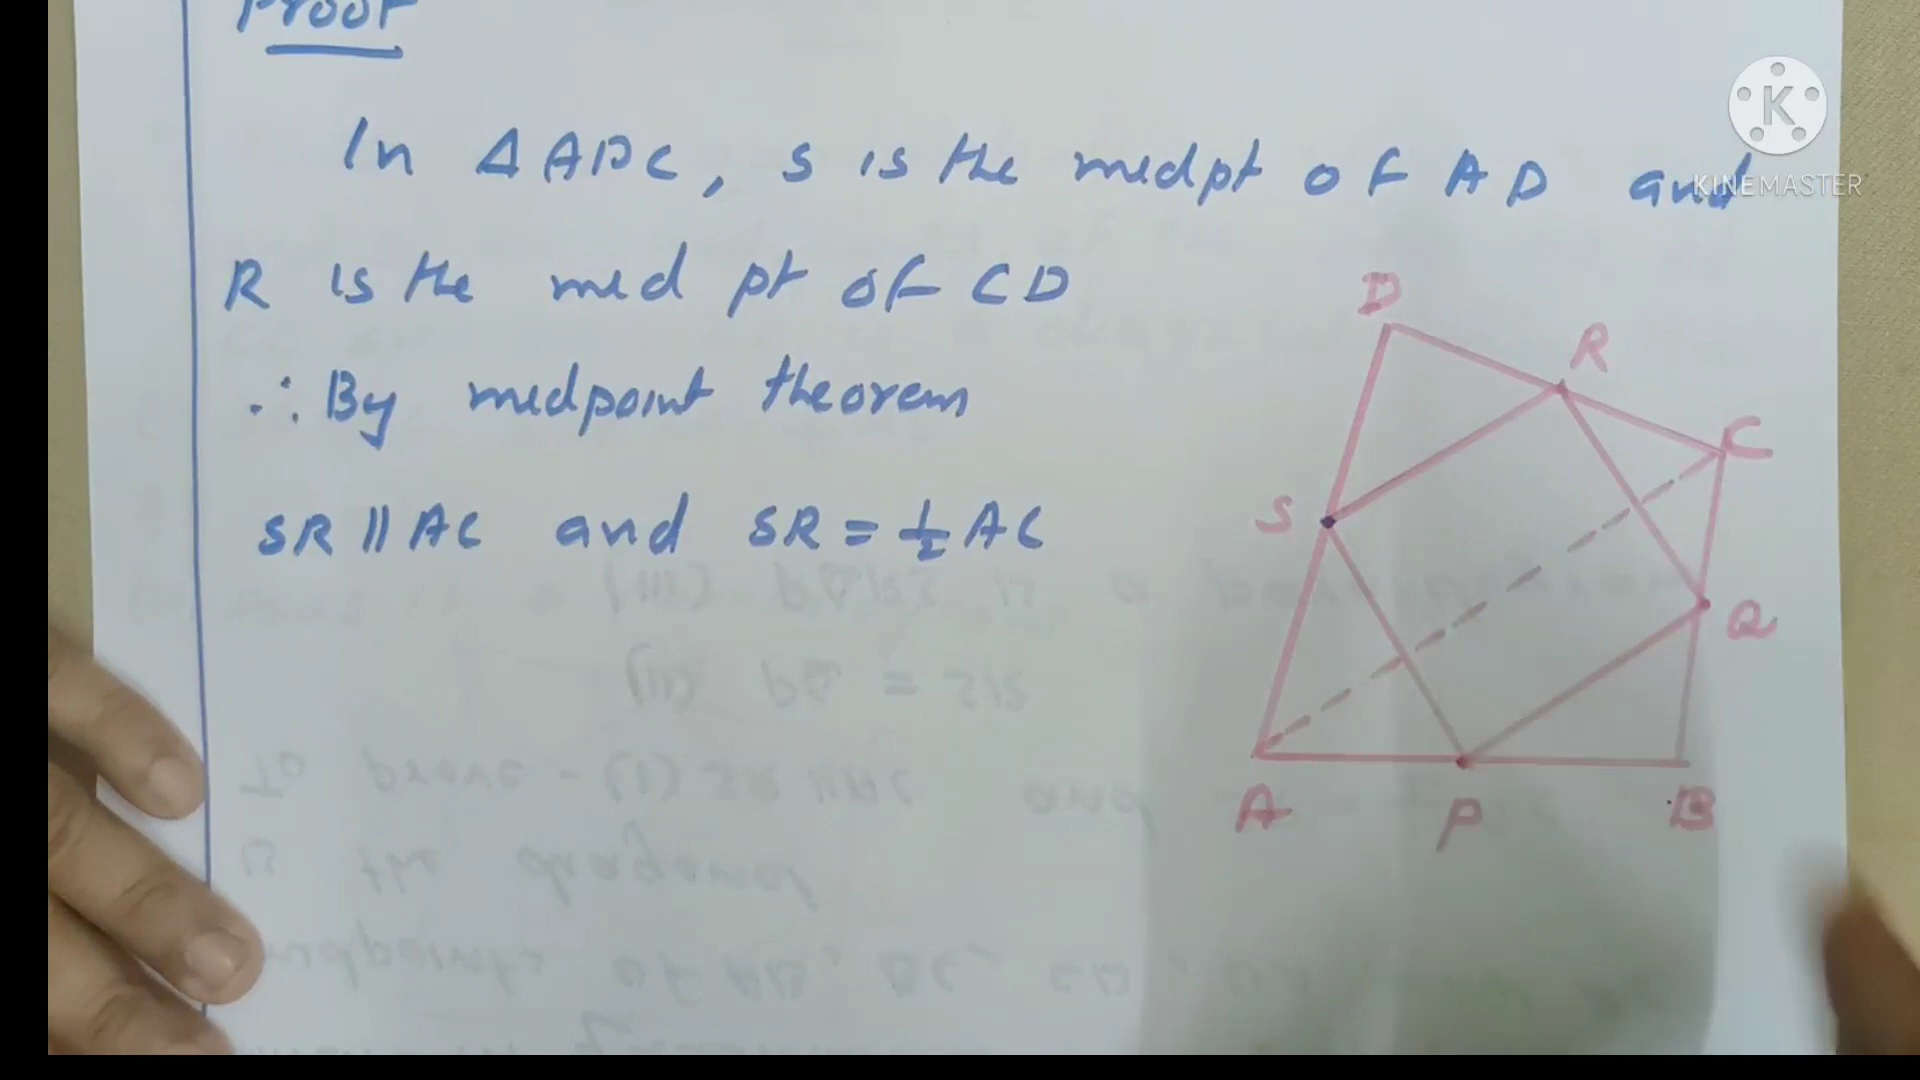 Proof
In ΔADC, S is the midpt of AD and
R is the mid pt of CD
∴ By midpoint theorem
SR || AC and SR = 1/2 AC
D
R
C
S
Q
A
P
B
K
KINEMASTER